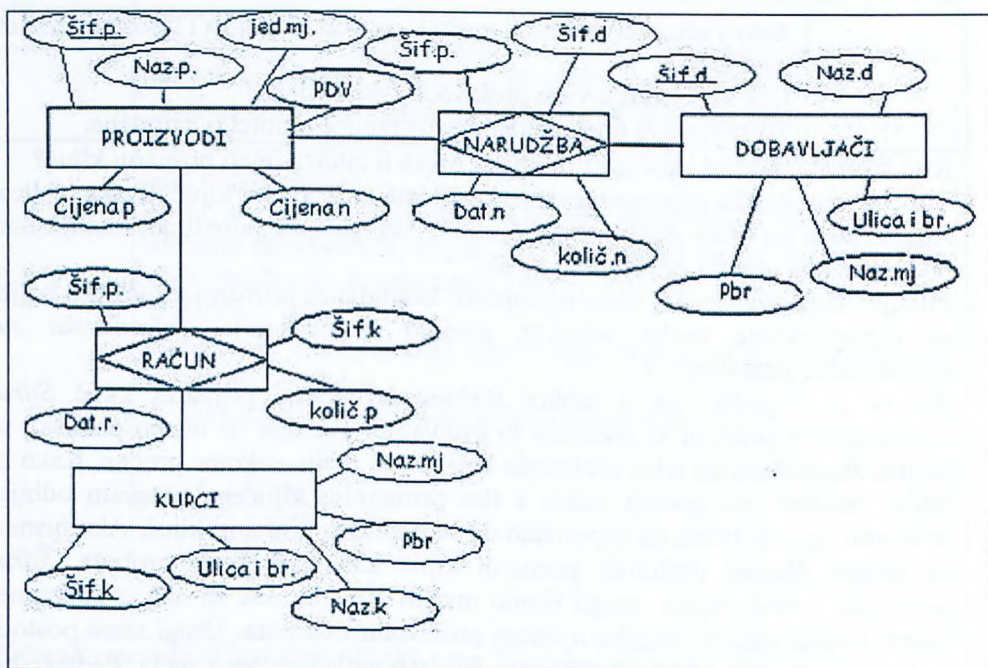 Šif.p.
jed.mj.
Šif.p.
Šif.d
Naz.p.
PDV
Šif.d
Naz.d
PROIZVODI
NARUDŽBA
DOBAVLJAČI
Cijena.p
Cijena.n
Dat.n
količ.n
Ulica i br.
Pbr
Naz.mj
Šif.p.
Šif.k
RAČUN
Dat.r.
količ.p
Naz.mj
KUPCI
Pbr
Šif.k
Ulica i br.
Naz.k